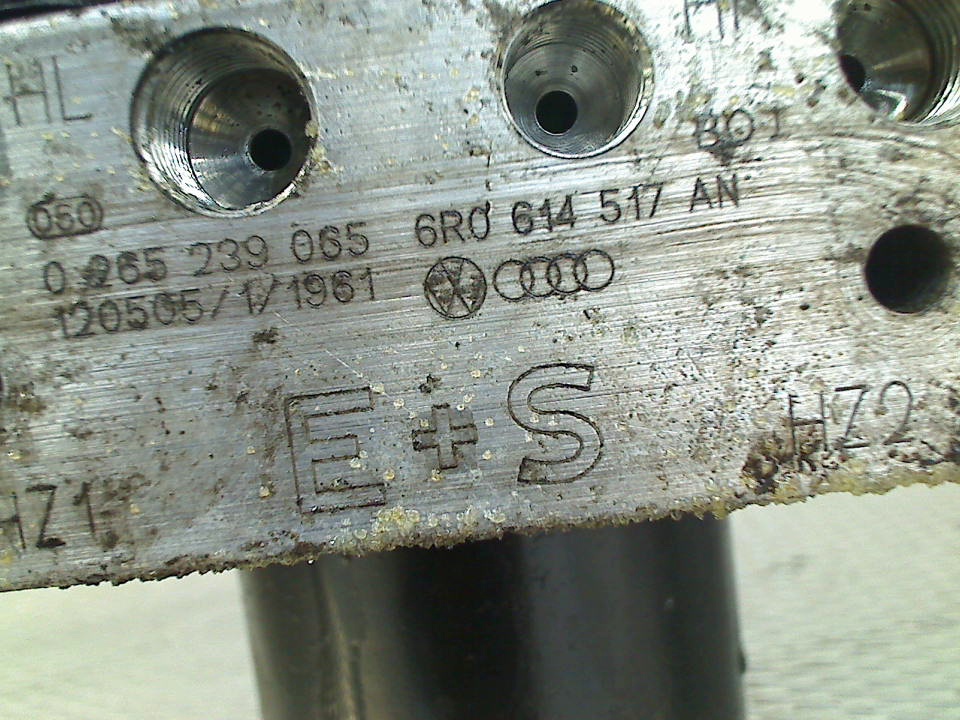 HL
BOT
050
0 265 239 065 6R0 614 517 AN
120505/1/1961
E+S
HZ2
HZ1